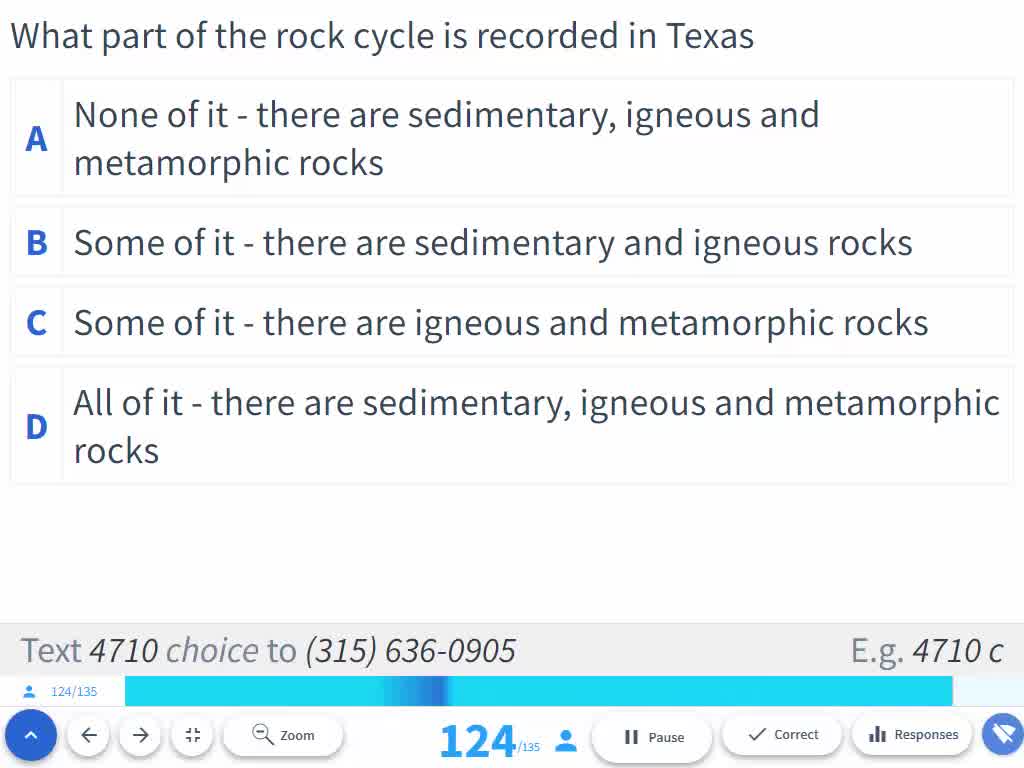 What part of the rock cycle is recorded in Texas
A
None of it - there are sedimentary, igneous and
metamorphic rocks
B
Some of it - there are sedimentary and igneous rocks
C
Some of it - there are igneous and metamorphic rocks
D
All of it - there are sedimentary, igneous and metamorphic
rocks
Text 4710 choice to (315) 636-0905
E.g. 4710 c
124/135
Zoom
124/135
Pause
Correct
Responses